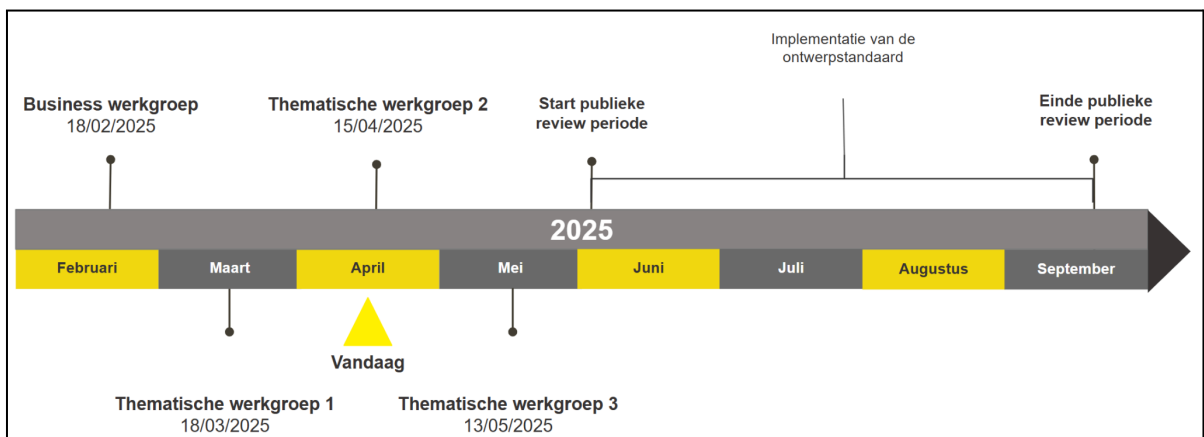 Implementatie van de
ontwerpstandaard
Business werkgroep
18/02/2025
Thematische werkgroep 2
15/04/2025
Start publieke
review periode
Einde publieke
review periode
2025
Februari
Maart
April
Mei
Juni
Juli
Augustus
September
Vandaag
Thematische werkgroep 1
18/03/2025
Thematische werkgroep 3
13/05/2025